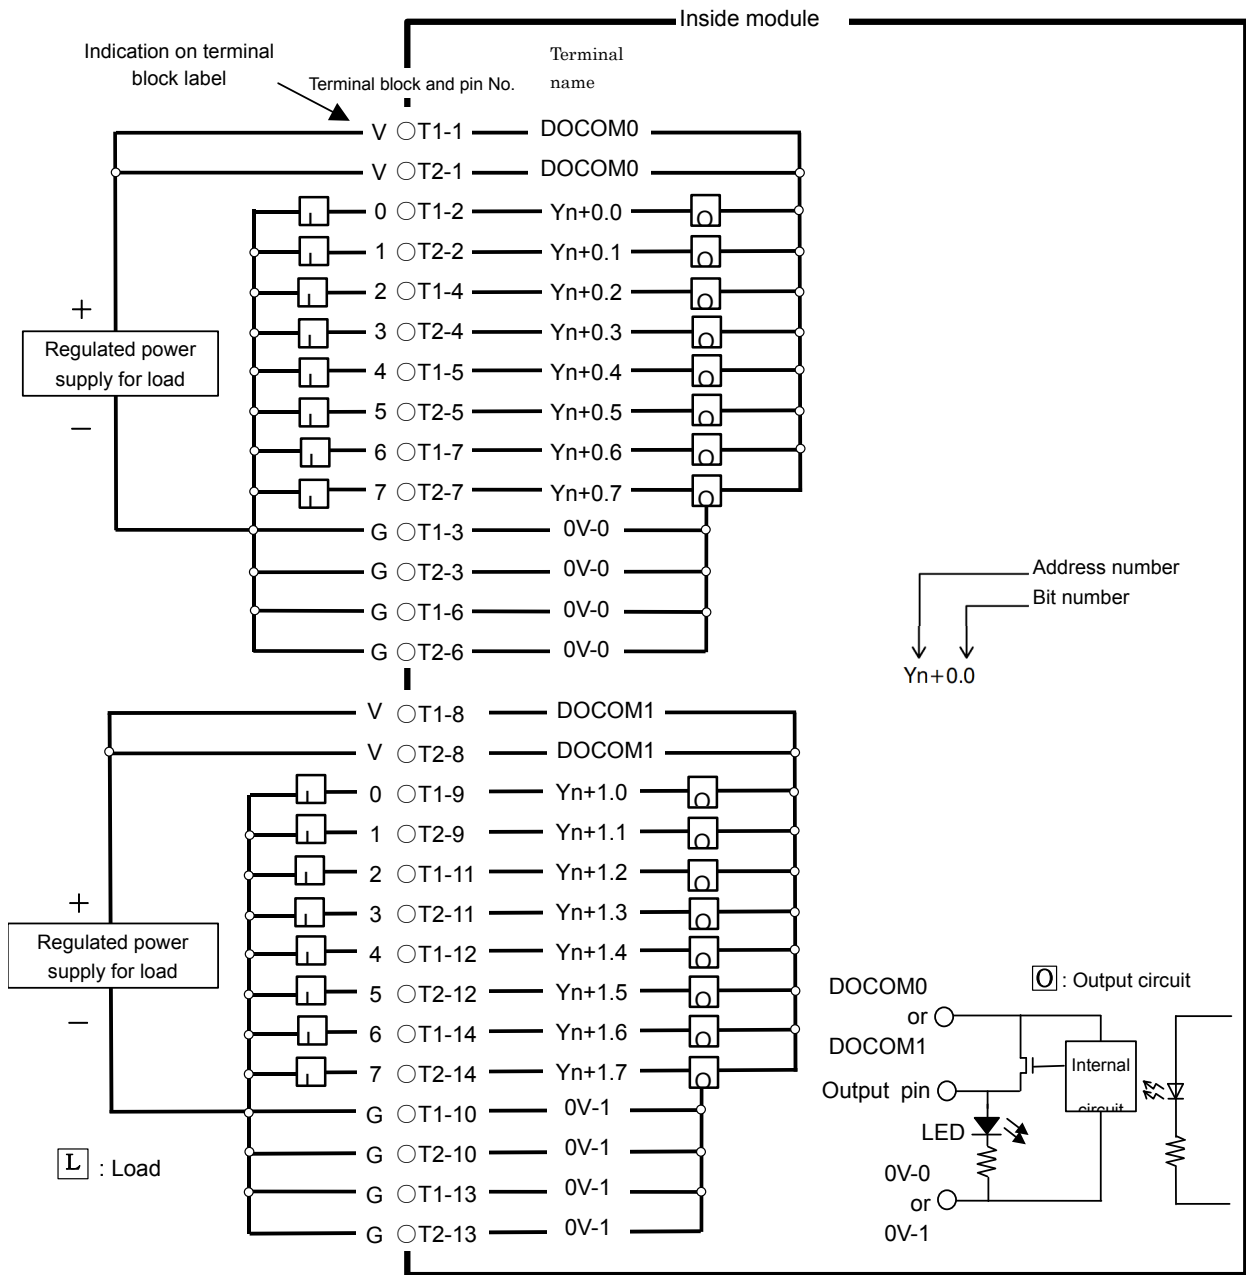 Inside module
Indication on terminal
block label
Terminal block and pin No.
Terminal
name
V T1-1 DOCOM0
V T2-1 DOCOM0
L 0 T1-2 Yn+0.0 O
L 1 T2-2 Yn+0.1 O
L 2 T1-4 Yn+0.2 O
L 3 T2-4 Yn+0.3 O
L 4 T1-5 Yn+0.4 O
L 5 T2-5 Yn+0.5 O
L 6 T1-7 Yn+0.6 O
L 7 T2-7 Yn+0.7 O
G T1-3 0V-0
G T2-3 0V-0
G T1-6 0V-0
G T2-6 0V-0
+
Regulated power
supply for load
−
Address number
Bit number
Yn+0.0
V T1-8 DOCOM1
V T2-8 DOCOM1
L 0 T1-9 Yn+1.0 O
L 1 T2-9 Yn+1.1 O
L 2 T1-11 Yn+1.2 O
L 3 T2-11 Yn+1.3 O
L 4 T1-12 Yn+1.4 O
L 5 T2-12 Yn+1.5 O
L 6 T1-14 Yn+1.6 O
L 7 T2-14 Yn+1.7 O
G T1-10 0V-1
G T2-10 0V-1
G T1-13 0V-1
G T2-13 0V-1
+
Regulated power
supply for load
−
L : Load
O : Output circuit
DOCOM0
or
DOCOM1
Output pin
LED
0V-0
or
0V-1
Internal
circuit